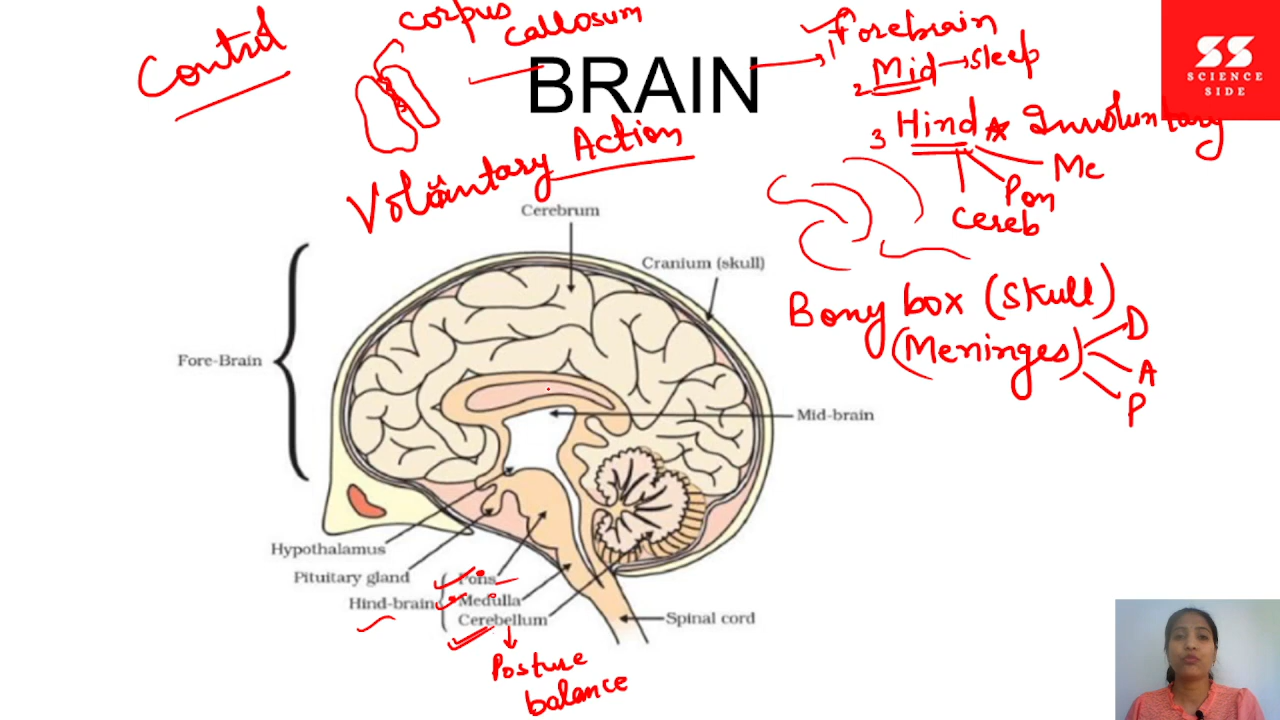 Control
corpus
callosum
BRAIN
1 Forebrain
2 Mid → sleep
3 Hind Involuntary
Me
Pon
Cereb
SS
SCIENCE
SIDE
Voluntary Action
Cerebrum
Cranium (skull)
Bony box (skull)
(Meninges)
D
A
P
Fore-Brain
Mid-brain
Hypothalamus
Pituitary gland
Hind-brain
Pons
Medulla
Cerebellum
Spinal cord
Posture
balance